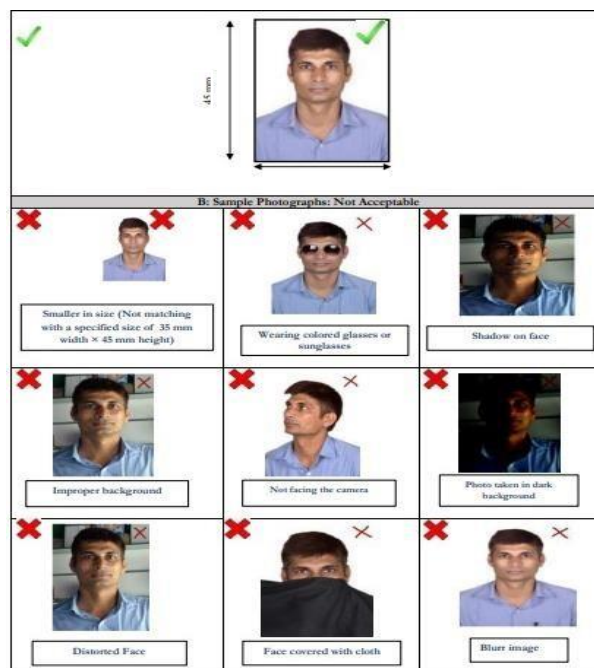 45 mm
B: Sample Photographs: Not Acceptable
Smaller in size (Not matching
with a specified size of 35 mm
width × 45 mm height)
Wearing colored glasses or
sunglasses
Shadow on face
Improper background
Not facing the camera
Photo taken in dark
background
Distorted Face
Face covered with cloth
Blurr image